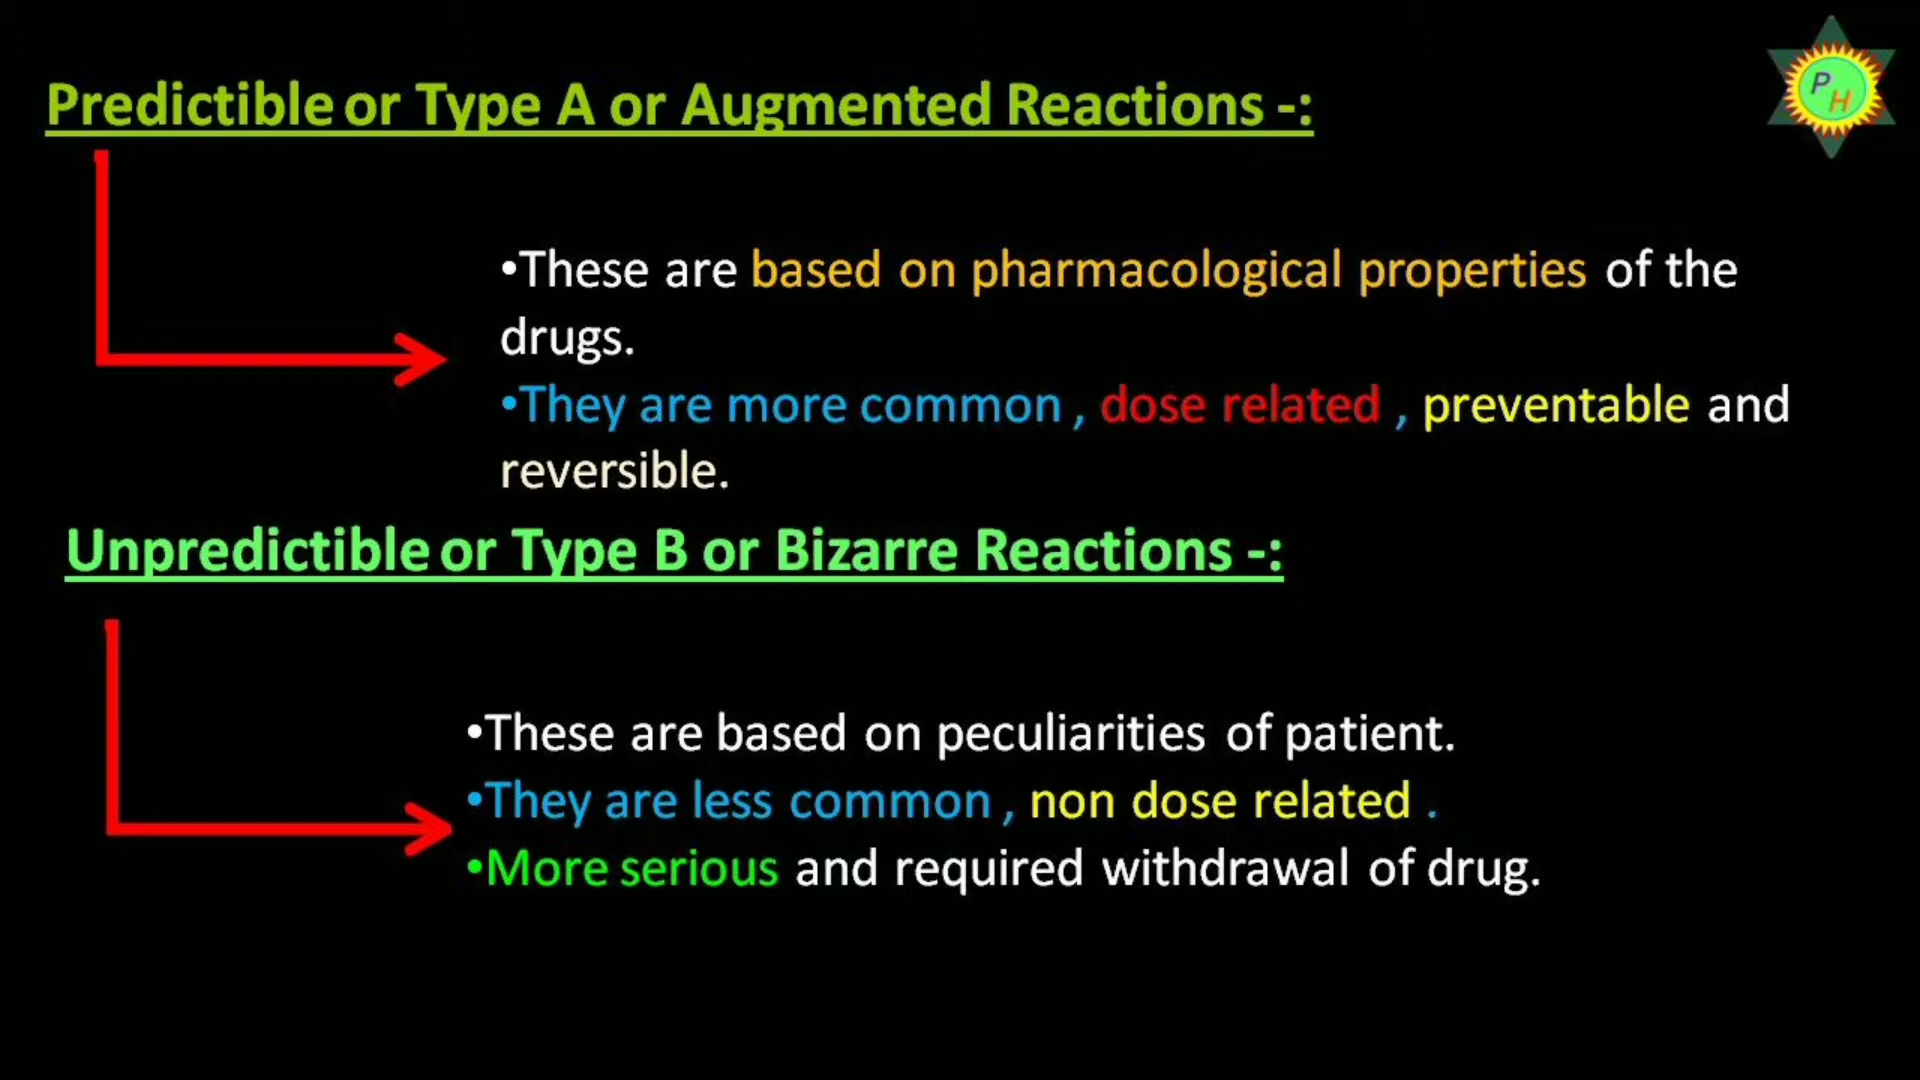 Predictible or Type A or Augmented Reactions -:
P
H
•These are based on pharmacological properties of the
drugs.
•They are more common , dose related , preventable and
reversible.
Unpredictible or Type B or Bizarre Reactions -:
•These are based on peculiarities of patient.
•They are less common , non dose related .
•More serious and required withdrawal of drug.